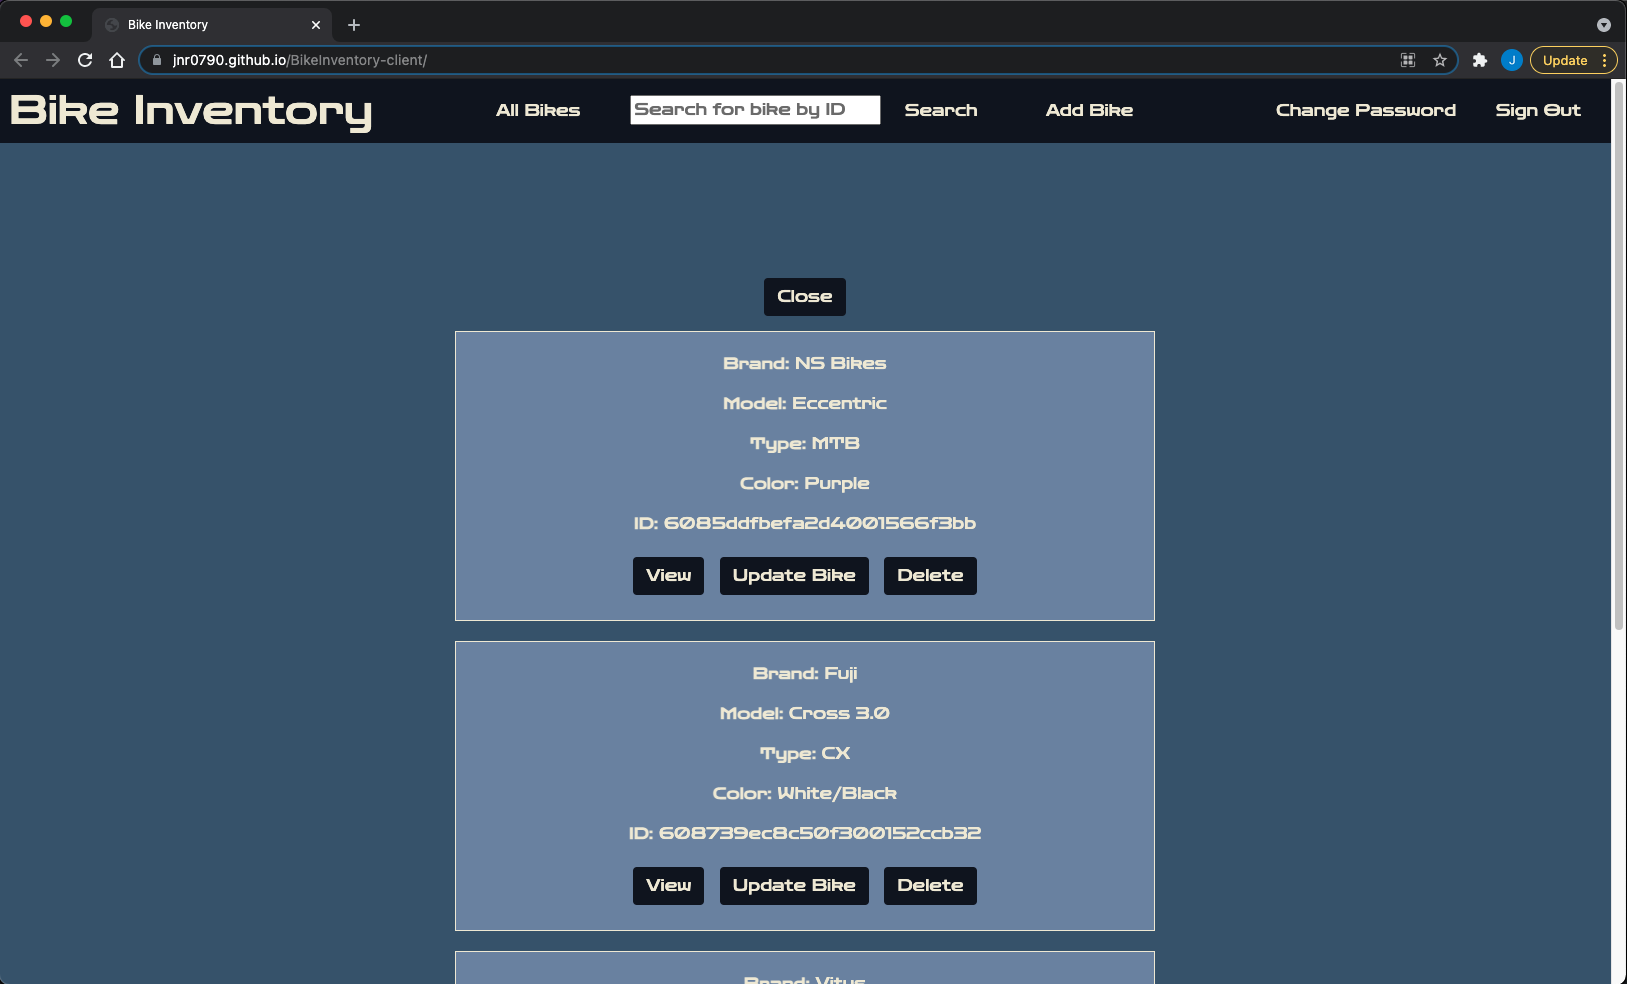 Bike Inventory
jnr0790.github.io/BikeInventory-client/
J
Update
Bike Inventory
All Bikes
Search for bike by ID
Search
Add Bike
Change Password
Sign Out
Close
Brand: NS Bikes
Model: Eccentric
Type: MTB
Color: Purple
ID: 6085ddfbefa2d4001566f3bb
View
Update Bike
Delete
Brand: Fuji
Model: Cross 3.0
Type: CX
Color: White/Black
ID: 608739ec8c50f300152ccb32
View
Update Bike
Delete
Brand: Vitus